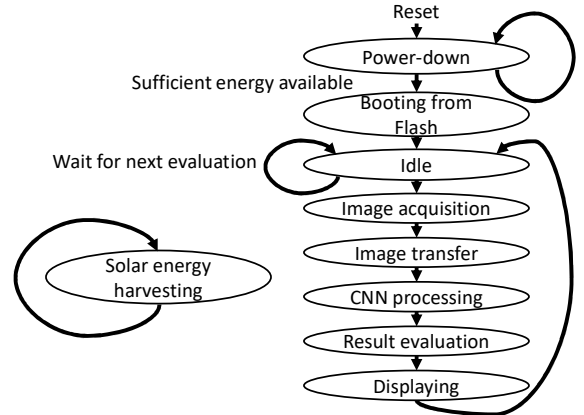 Reset
Power-down
Sufficient energy available
Booting from
Flash
Wait for next evaluation
Idle
Image acquisition
Image transfer
Solar energy
harvesting
CNN processing
Result evaluation
Displaying